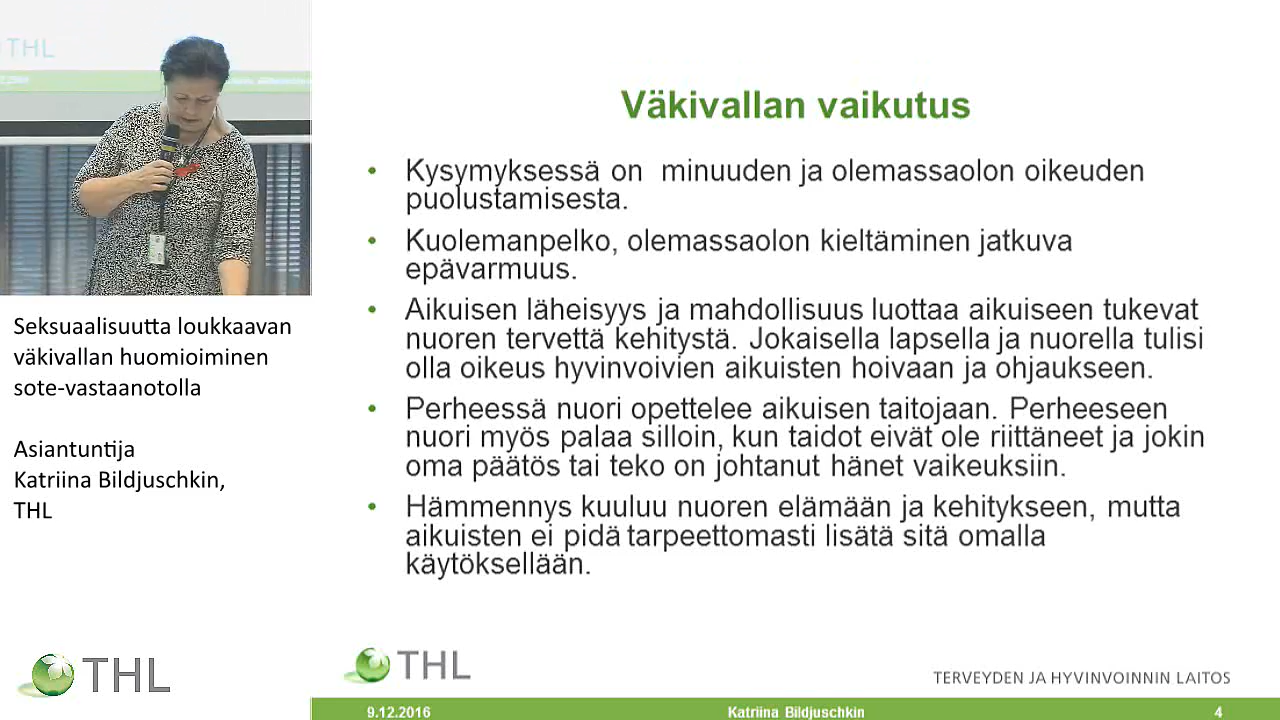 THL
Seksuaalisuutta loukkaavan
väkivallan huomioiminen
sote-vastaanotolla
Asiantuntija
Katriina Bildjuschkin,
THL
THL
Väkivallan vaikutus
• Kysymyksessä on minuuden ja olemassaolon oikeuden
puolustamisesta.
• Kuolemanpelko, olemassaolon kieltäminen jatkuva
epävarmuus.
• Aikuisen läheisyys ja mahdollisuus luottaa aikuiseen tukevat
nuoren tervettä kehitystä. Jokaisella lapsella ja nuorella tulisi
olla oikeus hyvinvoivien aikuisten hoivaan ja ohjaukseen.
• Perheessä nuori opettelee aikuisen taitojaan. Perheeseen
nuori myös palaa silloin, kun taidot eivät ole riittäneet ja jokin
oma päätös tai teko on johtanut hänet vaikeuksiin.
• Hämmennys kuuluu nuoren elämään ja kehitykseen, mutta
aikuisten ei pidä tarpeettomasti lisätä sitä omalla
käytöksellään.
THL
TERVEYDEN JA HYVINVOINNIN LAITOS
9.12.2016 Katriina Bildjuschkin 4